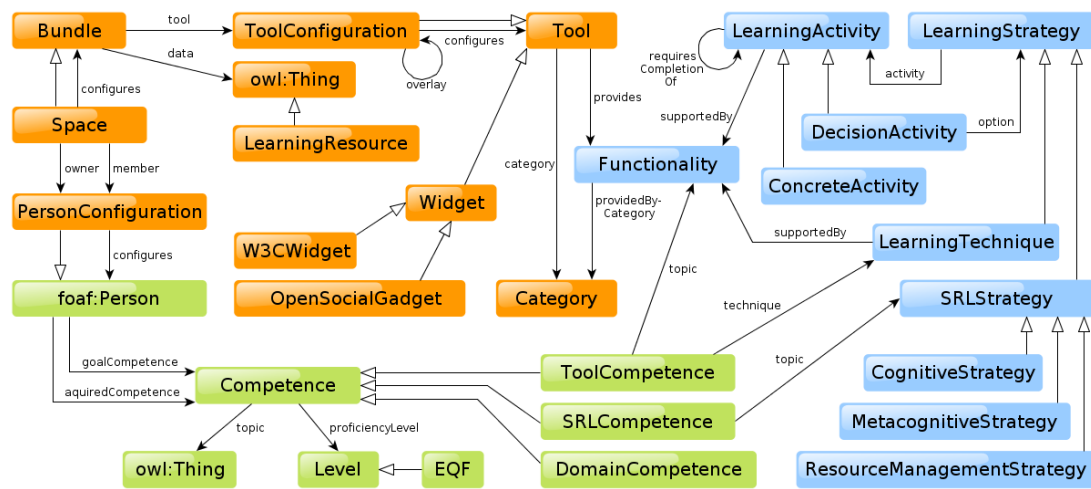 Bundle
tool
ToolConfiguration
configures
Tool
LearningActivity
LearningStrategy
data
overlay
owl:Thing
requires
Completion
Of
activity
configures
provides
Space
LearningResource
supportedBy
DecisionActivity
option
owner
member
category
Functionality
ConcreteActivity
PersonConfiguration
Widget
providedBy-
Category
W3CWidget
supportedBy
LearningTechnique
configures
topic
foaf:Person
OpenSocialGadget
Category
technique
SRLStrategy
goalCompetence
topic
aquiredCompetence
Competence
ToolCompetence
CognitiveStrategy
topic
proficiencyLevel
SRLCompetence
MetacognitiveStrategy
owl:Thing
Level
EQF
DomainCompetence
ResourceManagementStrategy